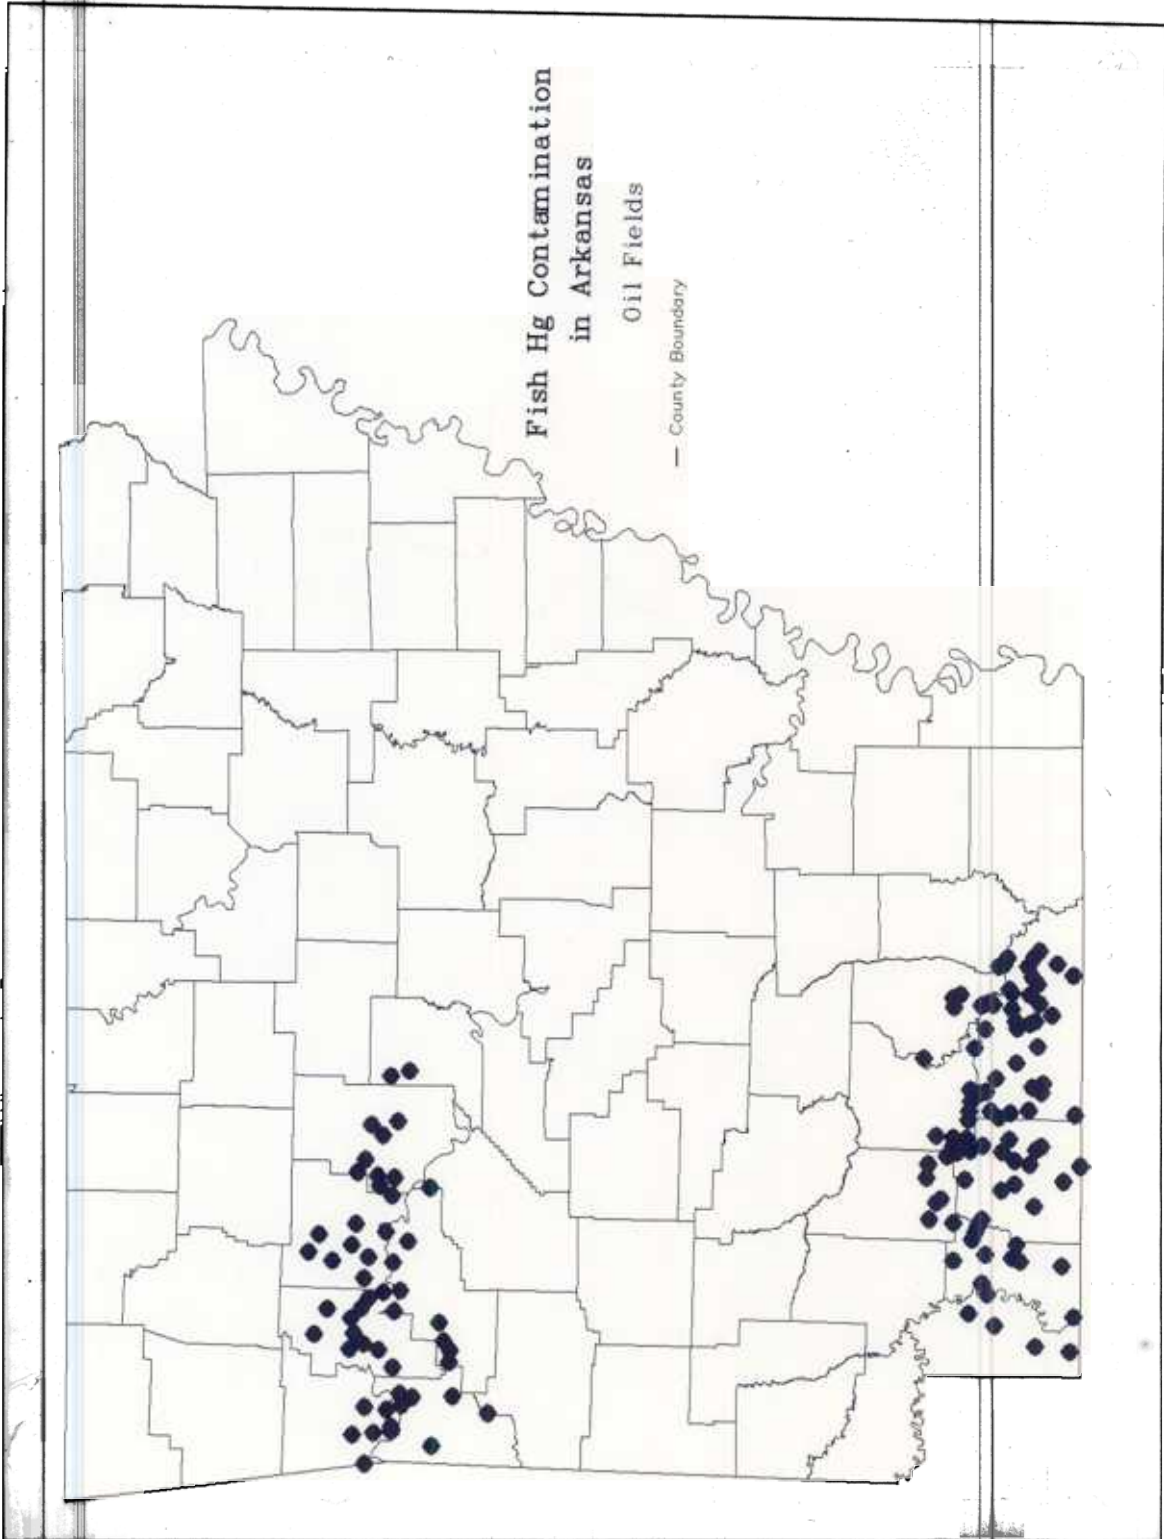 Fish Hg Contamination
in Arkansas
Oil Fields
— County Boundary